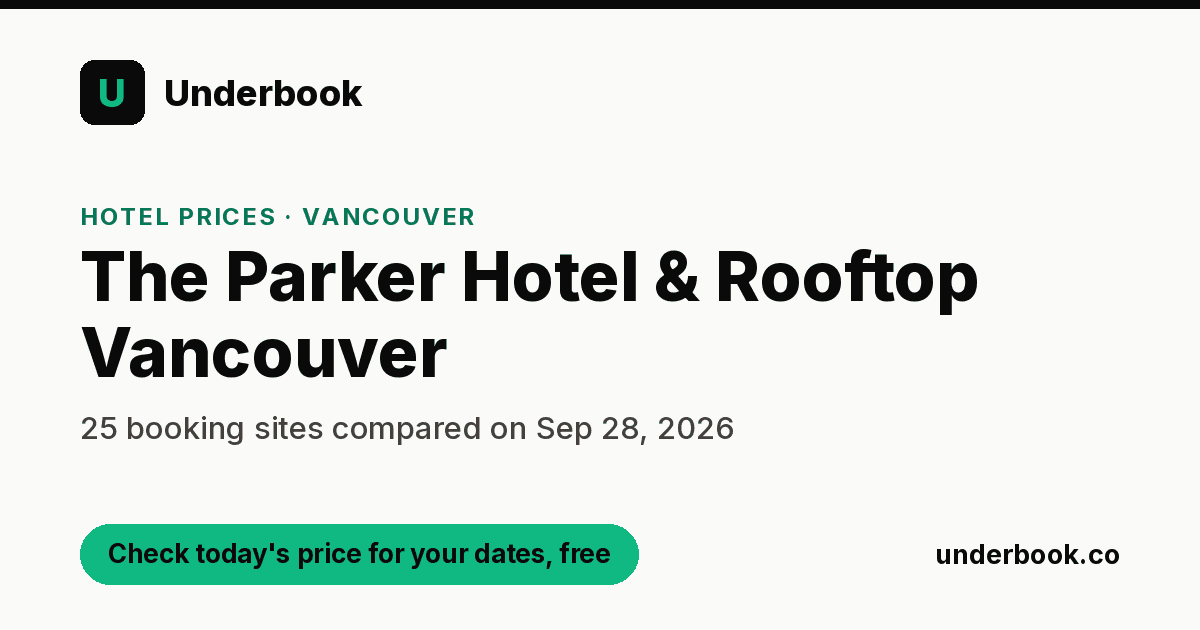 U Underbook
HOTEL PRICES · VANCOUVER
The Parker Hotel & Rooftop
Vancouver
25 booking sites compared on Sep 28, 2026
Check today's price for your dates, free
underbook.co